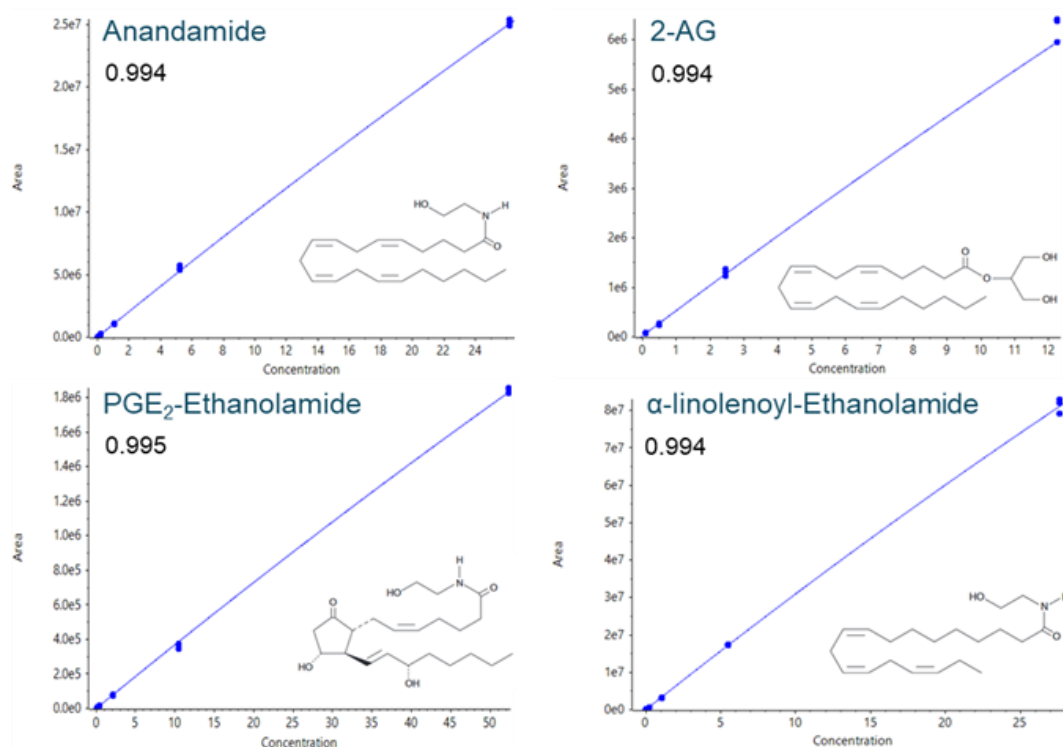 Anandamide
0.994
2.5e7
2.0e7
1.5e7
1.0e7
5.0e6
0.0e0
Area
0 2 4 6 8 10 12 14 16 18 20 22 24
Concentration
HO
N
H
O
2-AG
0.994
6e6
5e6
4e6
3e6
2e6
1e6
0e0
Area
0 1 2 3 4 5 6 7 8 9 10 11 12
Concentration
O
O
OH
OH
PGE₂-Ethanolamide
0.995
1.8e6
1.6e6
1.4e6
1.2e6
1.0e6
8.0e5
6.0e5
4.0e5
2.0e5
0.0e0
Area
0 5 10 15 20 25 30 35 40 45 50
Concentration
H
HO
N
O
O
HO
OH
α-linolenoyl-Ethanolamide
0.994
8e7
7e7
6e7
5e7
4e7
3e7
2e7
1e7
0e0
Area
0 5 10 15 20 25
Concentration
HO
N
O